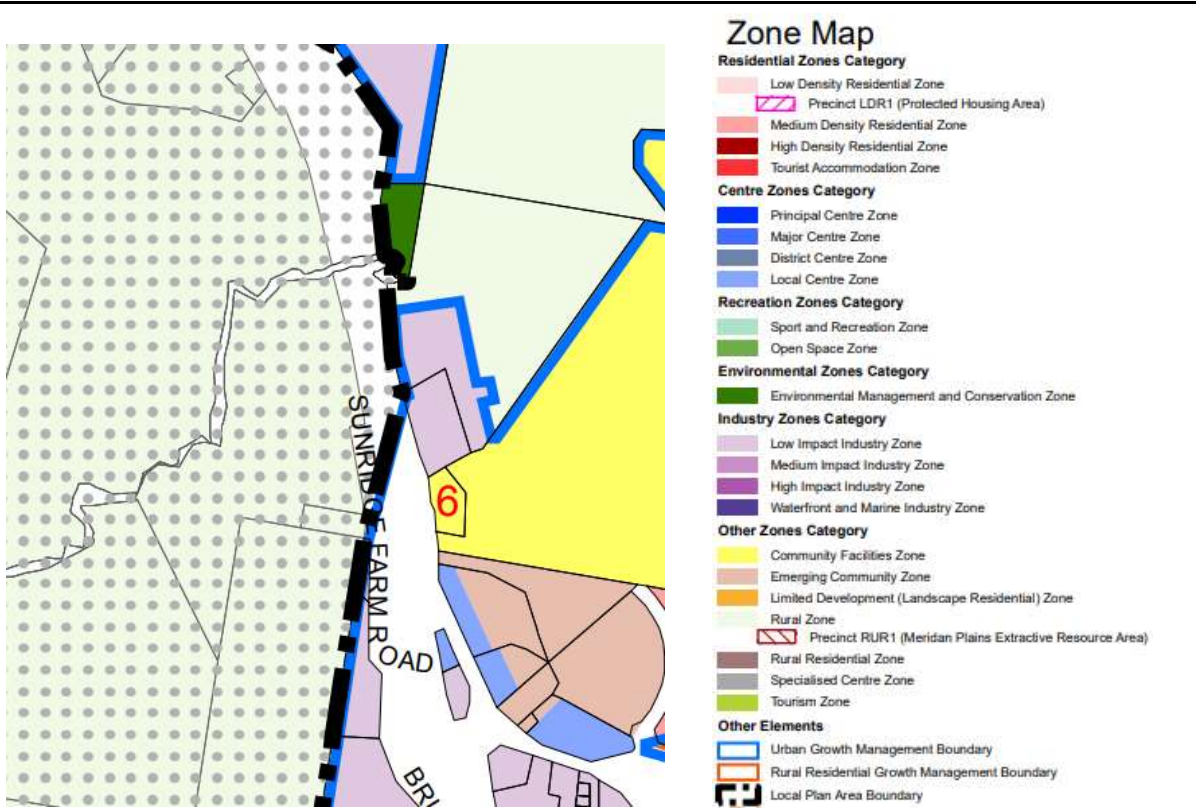 Zone Map
Residential Zones Category
Low Density Residential Zone
Precinct LDR1 (Protected Housing Area)
Medium Density Residential Zone
High Density Residential Zone
Tourist Accommodation Zone
Centre Zones Category
Principal Centre Zone
Major Centre Zone
District Centre Zone
Local Centre Zone
Recreation Zones Category
Sport and Recreation Zone
Open Space Zone
Environmental Zones Category
Environmental Management and Conservation Zone
Industry Zones Category
Low Impact Industry Zone
Medium Impact Industry Zone
High Impact Industry Zone
Waterfront and Marine Industry Zone
Other Zones Category
Community Facilities Zone
Emerging Community Zone
Limited Development (Landscape Residential) Zone
Rural Zone
Precinct RUR1 (Meridan Plains Extractive Resource Area)
Rural Residential Zone
Specialised Centre Zone
Tourism Zone
Other Elements
Urban Growth Management Boundary
Rural Residential Growth Management Boundary
Local Plan Area Boundary
SUNRIDGE FARM ROAD
6
BRI